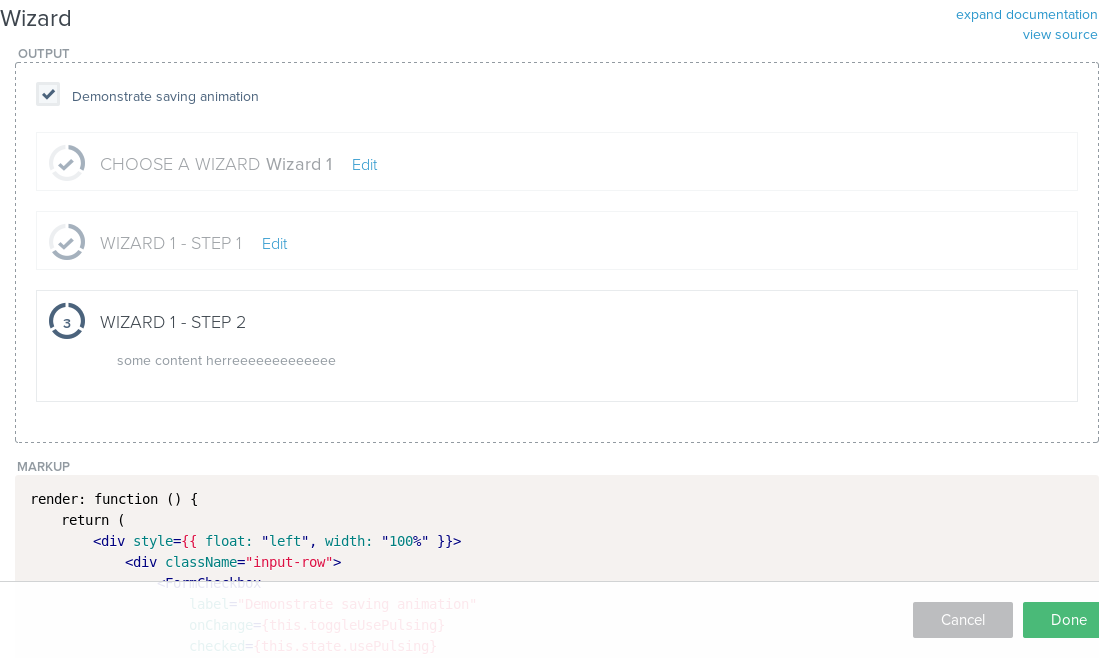 Wizard
expand documentation
view source
OUTPUT
Demonstrate saving animation
CHOOSE A WIZARD Wizard 1 Edit
WIZARD 1 - STEP 1 Edit
3 WIZARD 1 - STEP 2
some content herreeeeeeeeeeeee
MARKUP
render: function () {
return (
<div style={{ float: "left", width: "100%" }}>
<div className="input-row">
<FormCheckbox
label="Demonstrate saving animation"
onChange={this.toggleUsePulsing}
checked={this.state.usePulsing}
Cancel Done